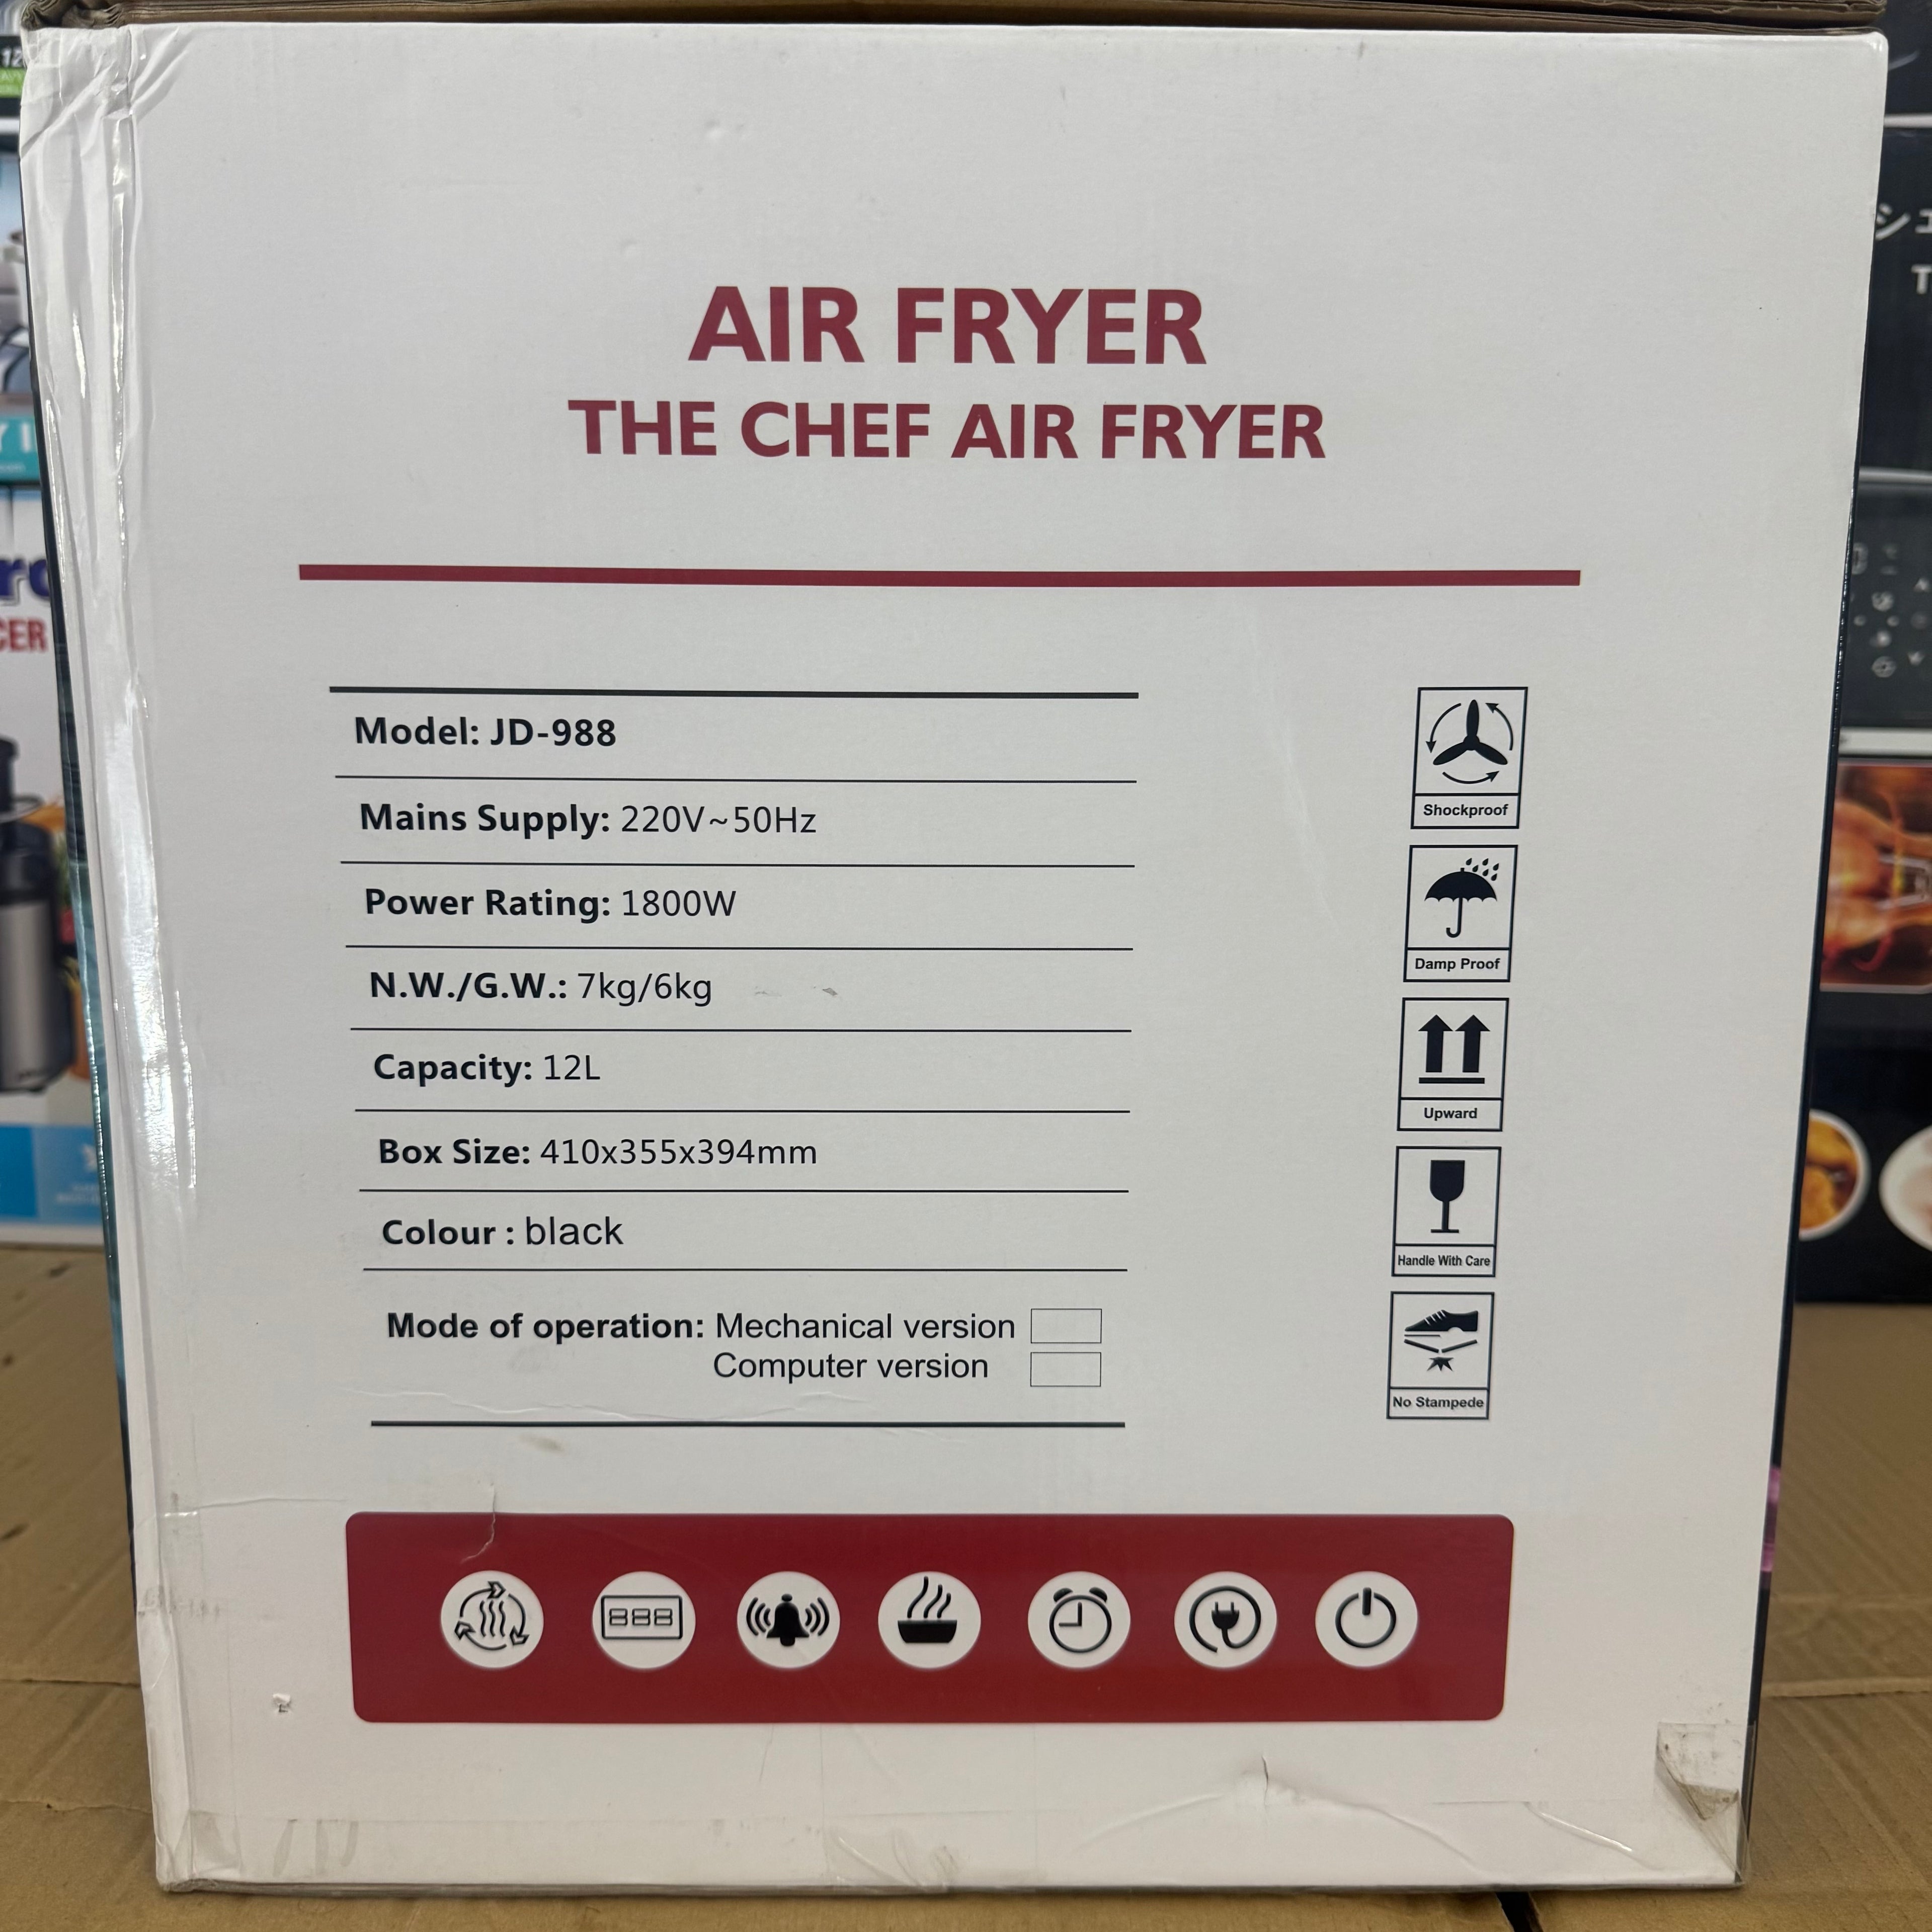 AIR FRYER
THE CHEF AIR FRYER
Model: JD-988
Mains Supply: 220V~50Hz
Power Rating: 1800W
N.W./G.W.: 7kg/6kg
Capacity: 12L
Box Size: 410x355x394mm
Colour : black
Mode of operation: Mechanical version
Computer version
Shockproof
Damp Proof
Upward
Handle With Care
No Stampede
888